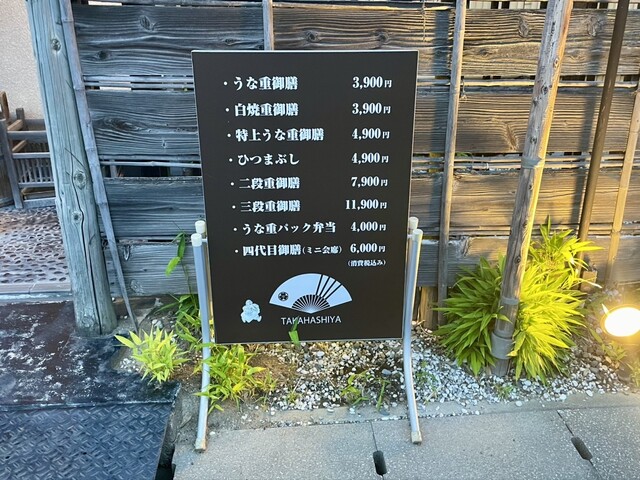 ・うな重御膳 3,900円
・白焼重御膳 3,900円
・特上うな重御膳 4,900円
・ひつまぶし 4,900円
・二段重御膳 7,900円
・三段重御膳 11,900円
・うな重パック弁当 4,000円
・四代目御膳(ミニ会席) 6,000円
(消費税込み)
TAKAHASHIYA